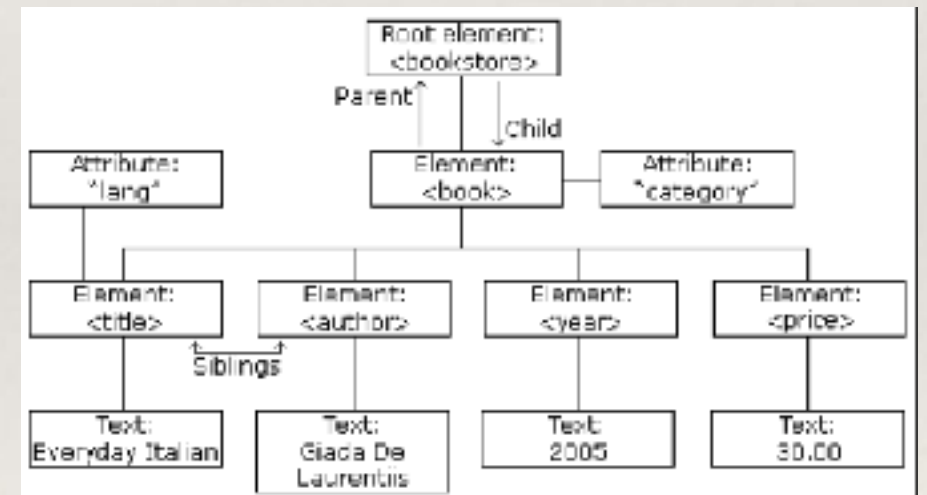 Root element:
<bookstore>
Parent
Child
Attribute:
"lang"
Element:
<book>
Attribute:
"category"
Element:
<title>
Element:
<author>
Element:
<year>
Element:
<price>
Siblings
Text:
Everyday Italian
Text:
Giada De
Laurentiis
Text:
2005
Text:
30.00